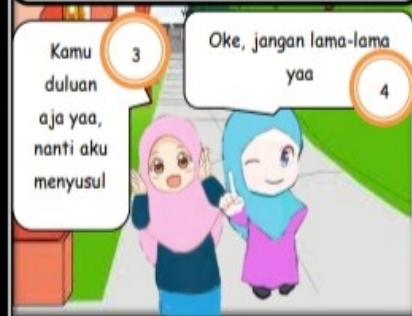 Kamu
duluan
aja yaa,
nanti aku
menyusul
3
Oke, jangan lama-lama
yaa
4